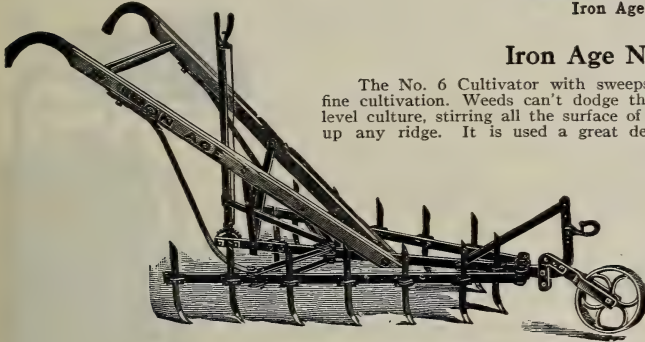 Iron Age
Iron Age N
The No. 6 Cultivator with sweeps
fine cultivation. Weeds can't dodge th
level culture, stirring all the surface of
up any ridge. It is used a great de
IRON AGE